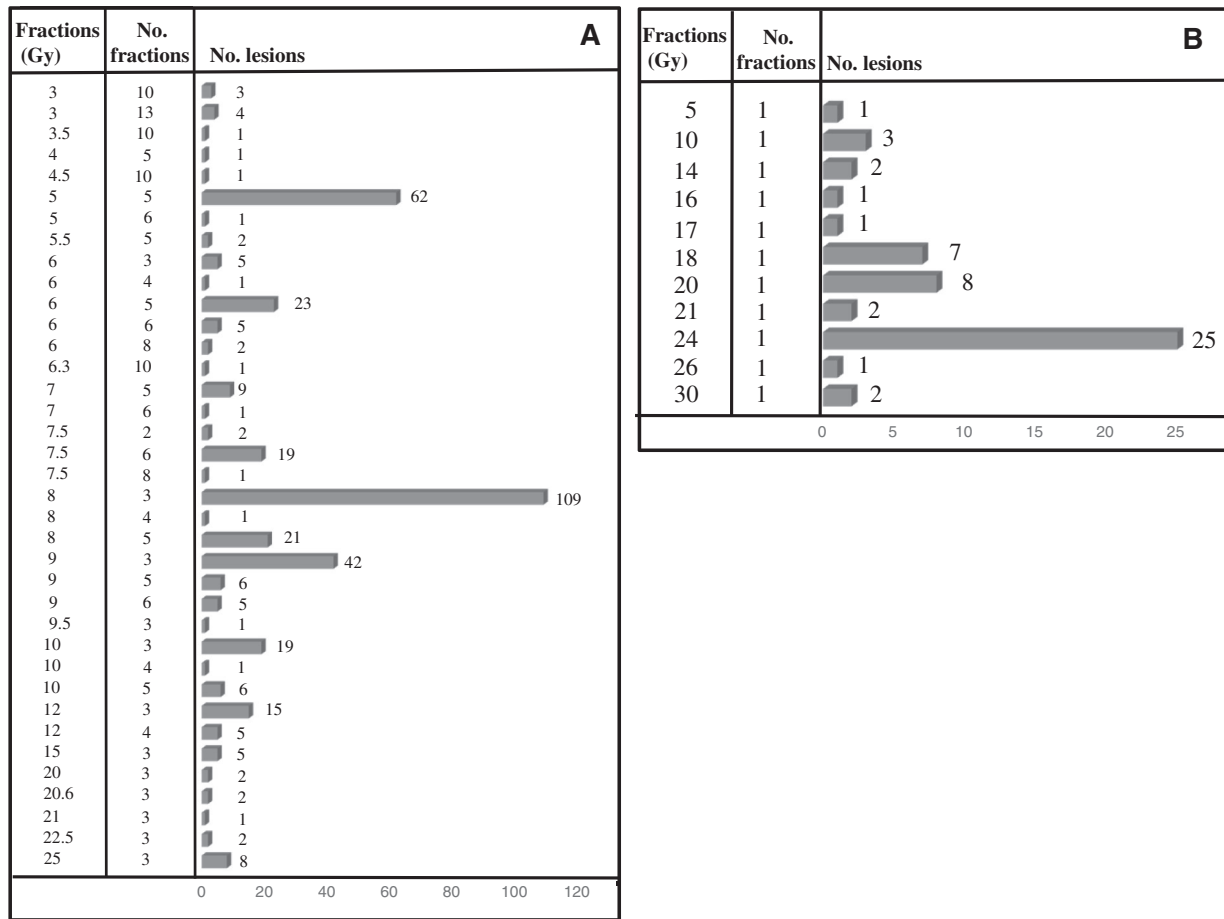 Fractions No. A
(Gy) fractions No. lesions
3 10 3
3 13 4
3.5 10 1
4 5 1
4.5 10 1
5 5 62
5 6 1
5.5 5 2
6 3 5
6 4 1
6 5 23
6 6 5
6 8 2
6.3 10 1
7 5 9
7 6 1
7.5 2 2
7.5 6 19
7.5 8 1
8 3 109
8 4 1
8 5 21
9 3 42
9 5 6
9 6 5
9.5 3 1
10 3 19
10 4 1
10 5 6
12 3 15
12 4 5
15 3 5
20 3 2
20.6 3 2
21 3 1
22.5 3 2
25 3 8
0 20 40 60 80 100 120
Fractions No. B
(Gy) fractions No. lesions
5 1 1
10 1 3
14 1 2
16 1 1
17 1 1
18 1 7
20 1 8
21 1 2
24 1 25
26 1 1
30 1 2
0 5 10 15 20 25